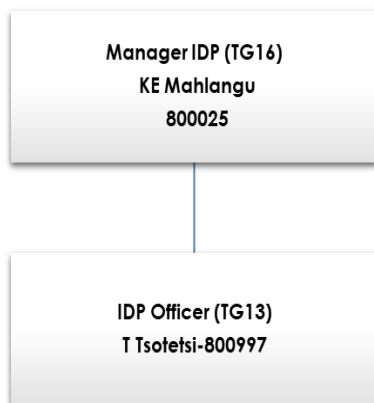 Manager IDP (TG16)
KE Mahlangu
800025
IDP Officer (TG13)
T Tsotetsi-800997